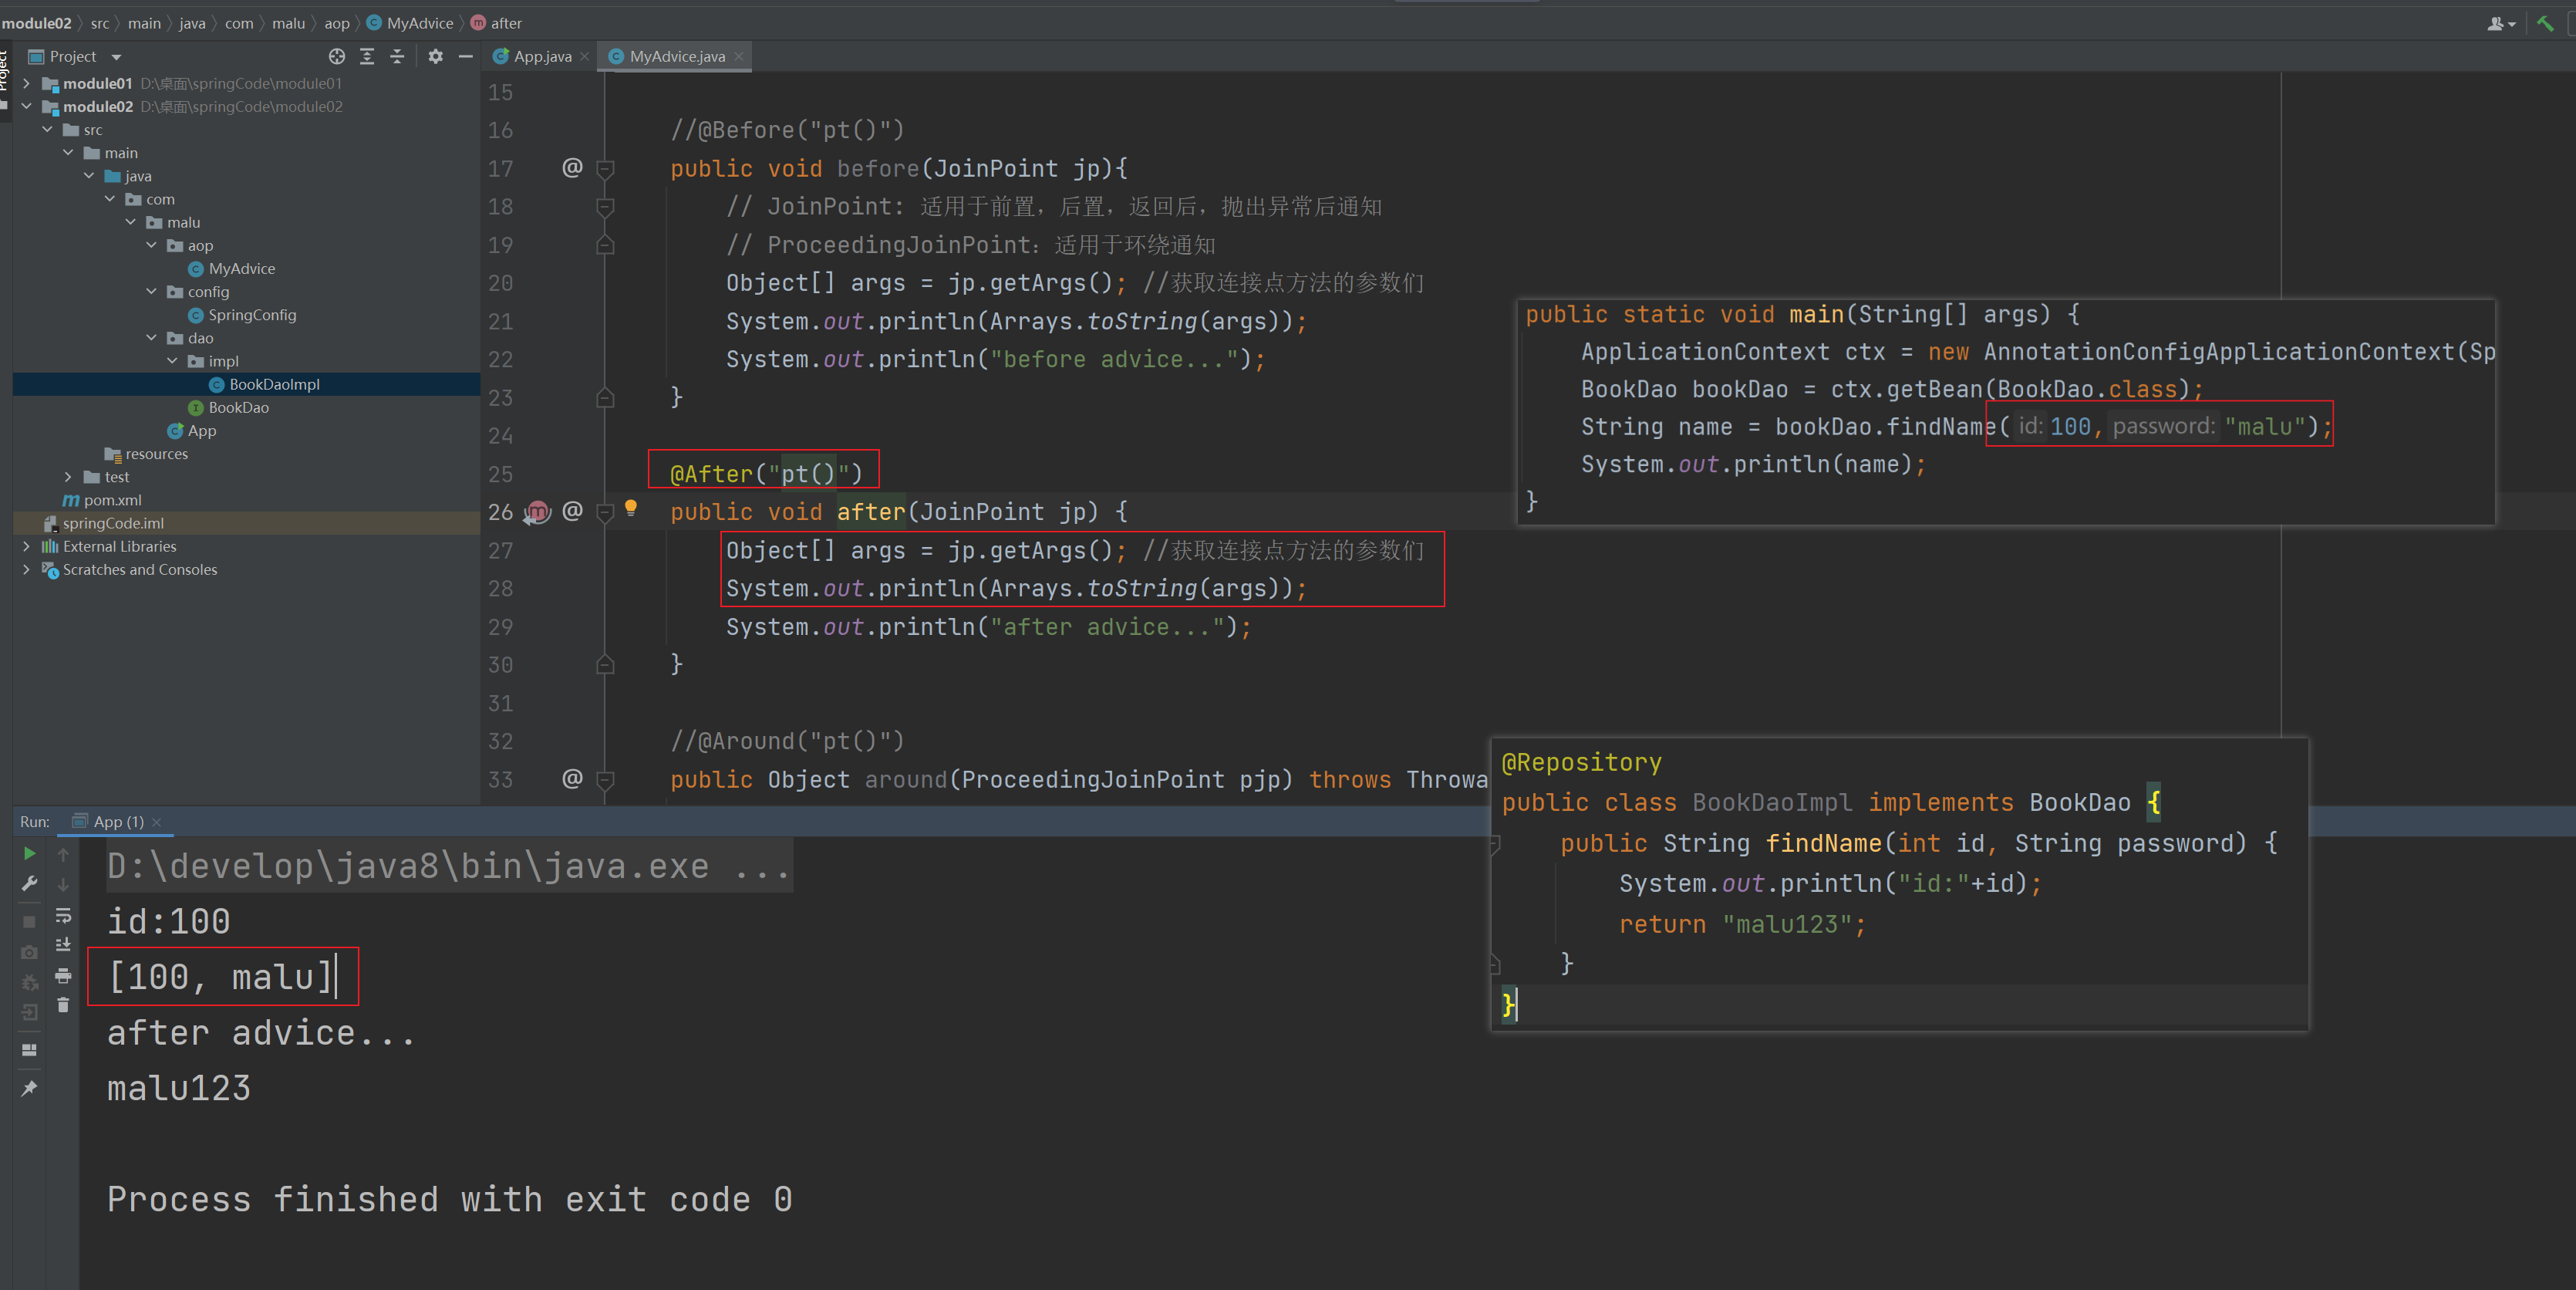 module02 src main java com malu aop MyAdvice after
Project
App.java MyAdvice.java
Project
module01 D:\桌面\springCode\module01
module02 D:\桌面\springCode\module02
src
main
java
com
malu
aop
MyAdvice
config
SpringConfig
dao
impl
BookDaoImpl
BookDao
App
resources
test
pom.xml
springCode.iml
External Libraries
Scratches and Consoles
15
16 //@Before("pt()")
17 @ public void before(JoinPoint jp){
18 // JoinPoint: 适用于前置，后置，返回后，抛出异常后通知
19 // ProceedingJoinPoint：适用于环绕通知
20 Object[] args = jp.getArgs(); //获取连接点方法的参数们
21 System.out.println(Arrays.toString(args));
22 System.out.println("before advice...");
23 }
24
25 @After("pt()")
26 @ public void after(JoinPoint jp) {
27 Object[] args = jp.getArgs(); //获取连接点方法的参数们
28 System.out.println(Arrays.toString(args));
29 System.out.println("after advice...");
30 }
31
32 //@Around("pt()")
33 @ public Object around(ProceedingJoinPoint pjp) throws Throwa
public static void main(String[] args) {
ApplicationContext ctx = new AnnotationConfigApplicationContext(Sp
BookDao bookDao = ctx.getBean(BookDao.class);
String name = bookDao.findName( id: 100, password: "malu");
System.out.println(name);
}
@Repository
public class BookDaoImpl implements BookDao {
public String findName(int id, String password) {
System.out.println("id:"+id);
return "malu123";
}
}
Run: App (1)
D:\develop\java8\bin\java.exe ...
id:100
[100, malu]
after advice...
malu123
Process finished with exit code 0